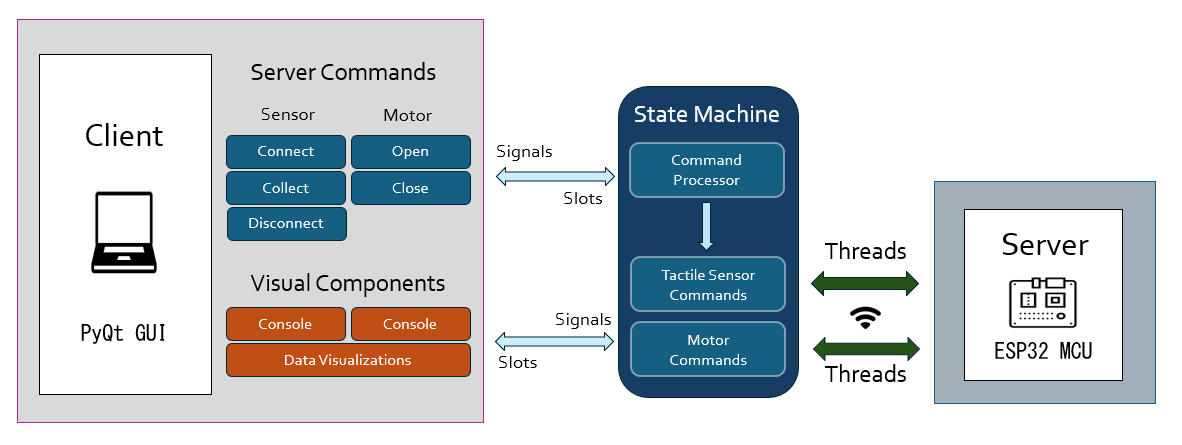 Server Commands
Client
PyQt GUI
Sensor
Motor
Connect
Open
Collect
Close
Disconnect
Visual Components
Console
Console
Data Visualizations
Signals
Slots
Signals
Slots
State Machine
Command
Processor
Tactile Sensor
Commands
Motor
Commands
Threads
Threads
Server
ESP32 MCU